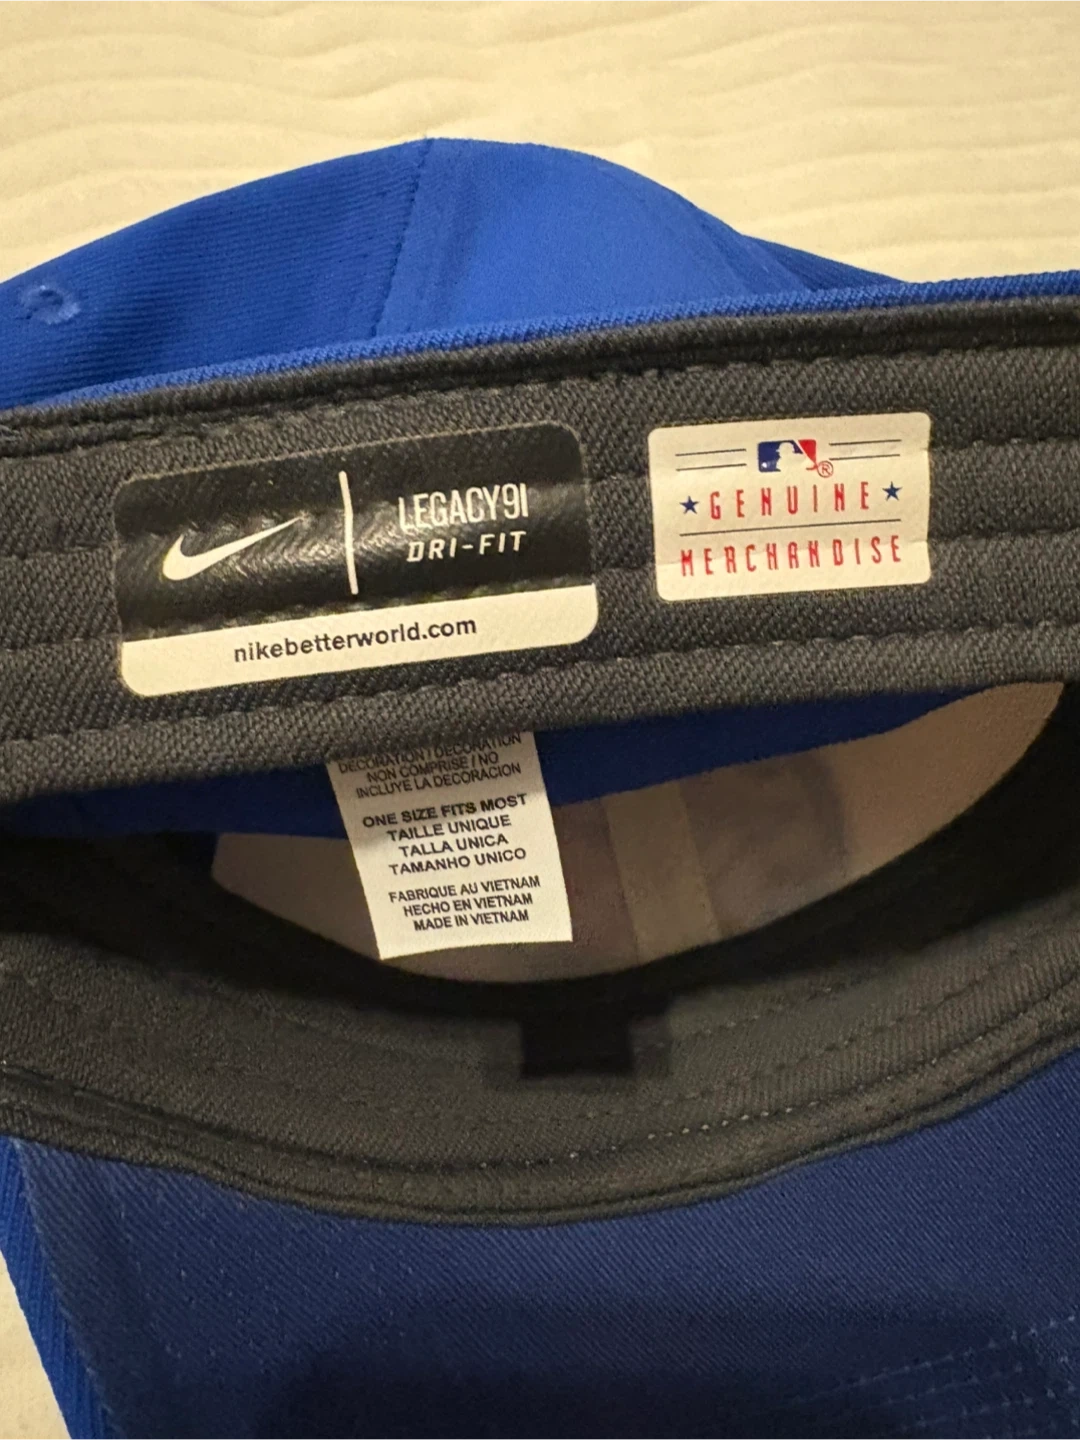 LEGACY91
DRI-FIT
nikebetterworld.com
®
GENUINE
MERCHANDISE
DECORATION / DECORATION
NON COMPRISE / NO
INCLUYE LA DECORACION
ONE SIZE FITS MOST
TAILLE UNIQUE
TALLA UNICA
TAMANHO UNICO
FABRIQUE AU VIETNAM
HECHO EN VIETNAM
MADE IN VIETNAM